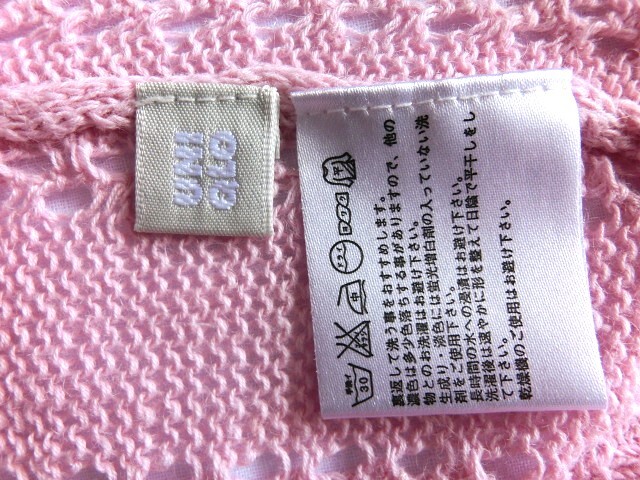 手洗イ
30
中
裏返して洗う事をおすすめします。
濃色は多少色落ちする事がありますので、他の
物とのお洗濯はお避け下さい。
生成り・淡色には蛍光増白剤の入っていない洗
剤をご使用下さい。
長時間の水への浸漬はお避け下さい。
洗濯後は速やかに形を整えて日陰で平干しをし
て下さい。
乾燥機のご使用はお避け下さい。